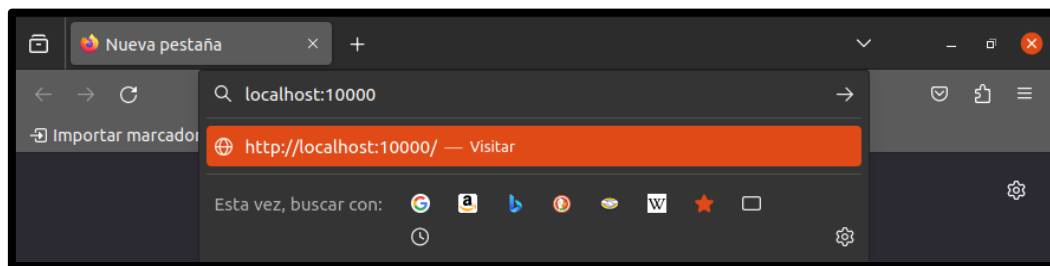 Nueva pestaña
localhost:10000
Importar marcador
http://localhost:10000/ — Visitar
Esta vez, buscar con: